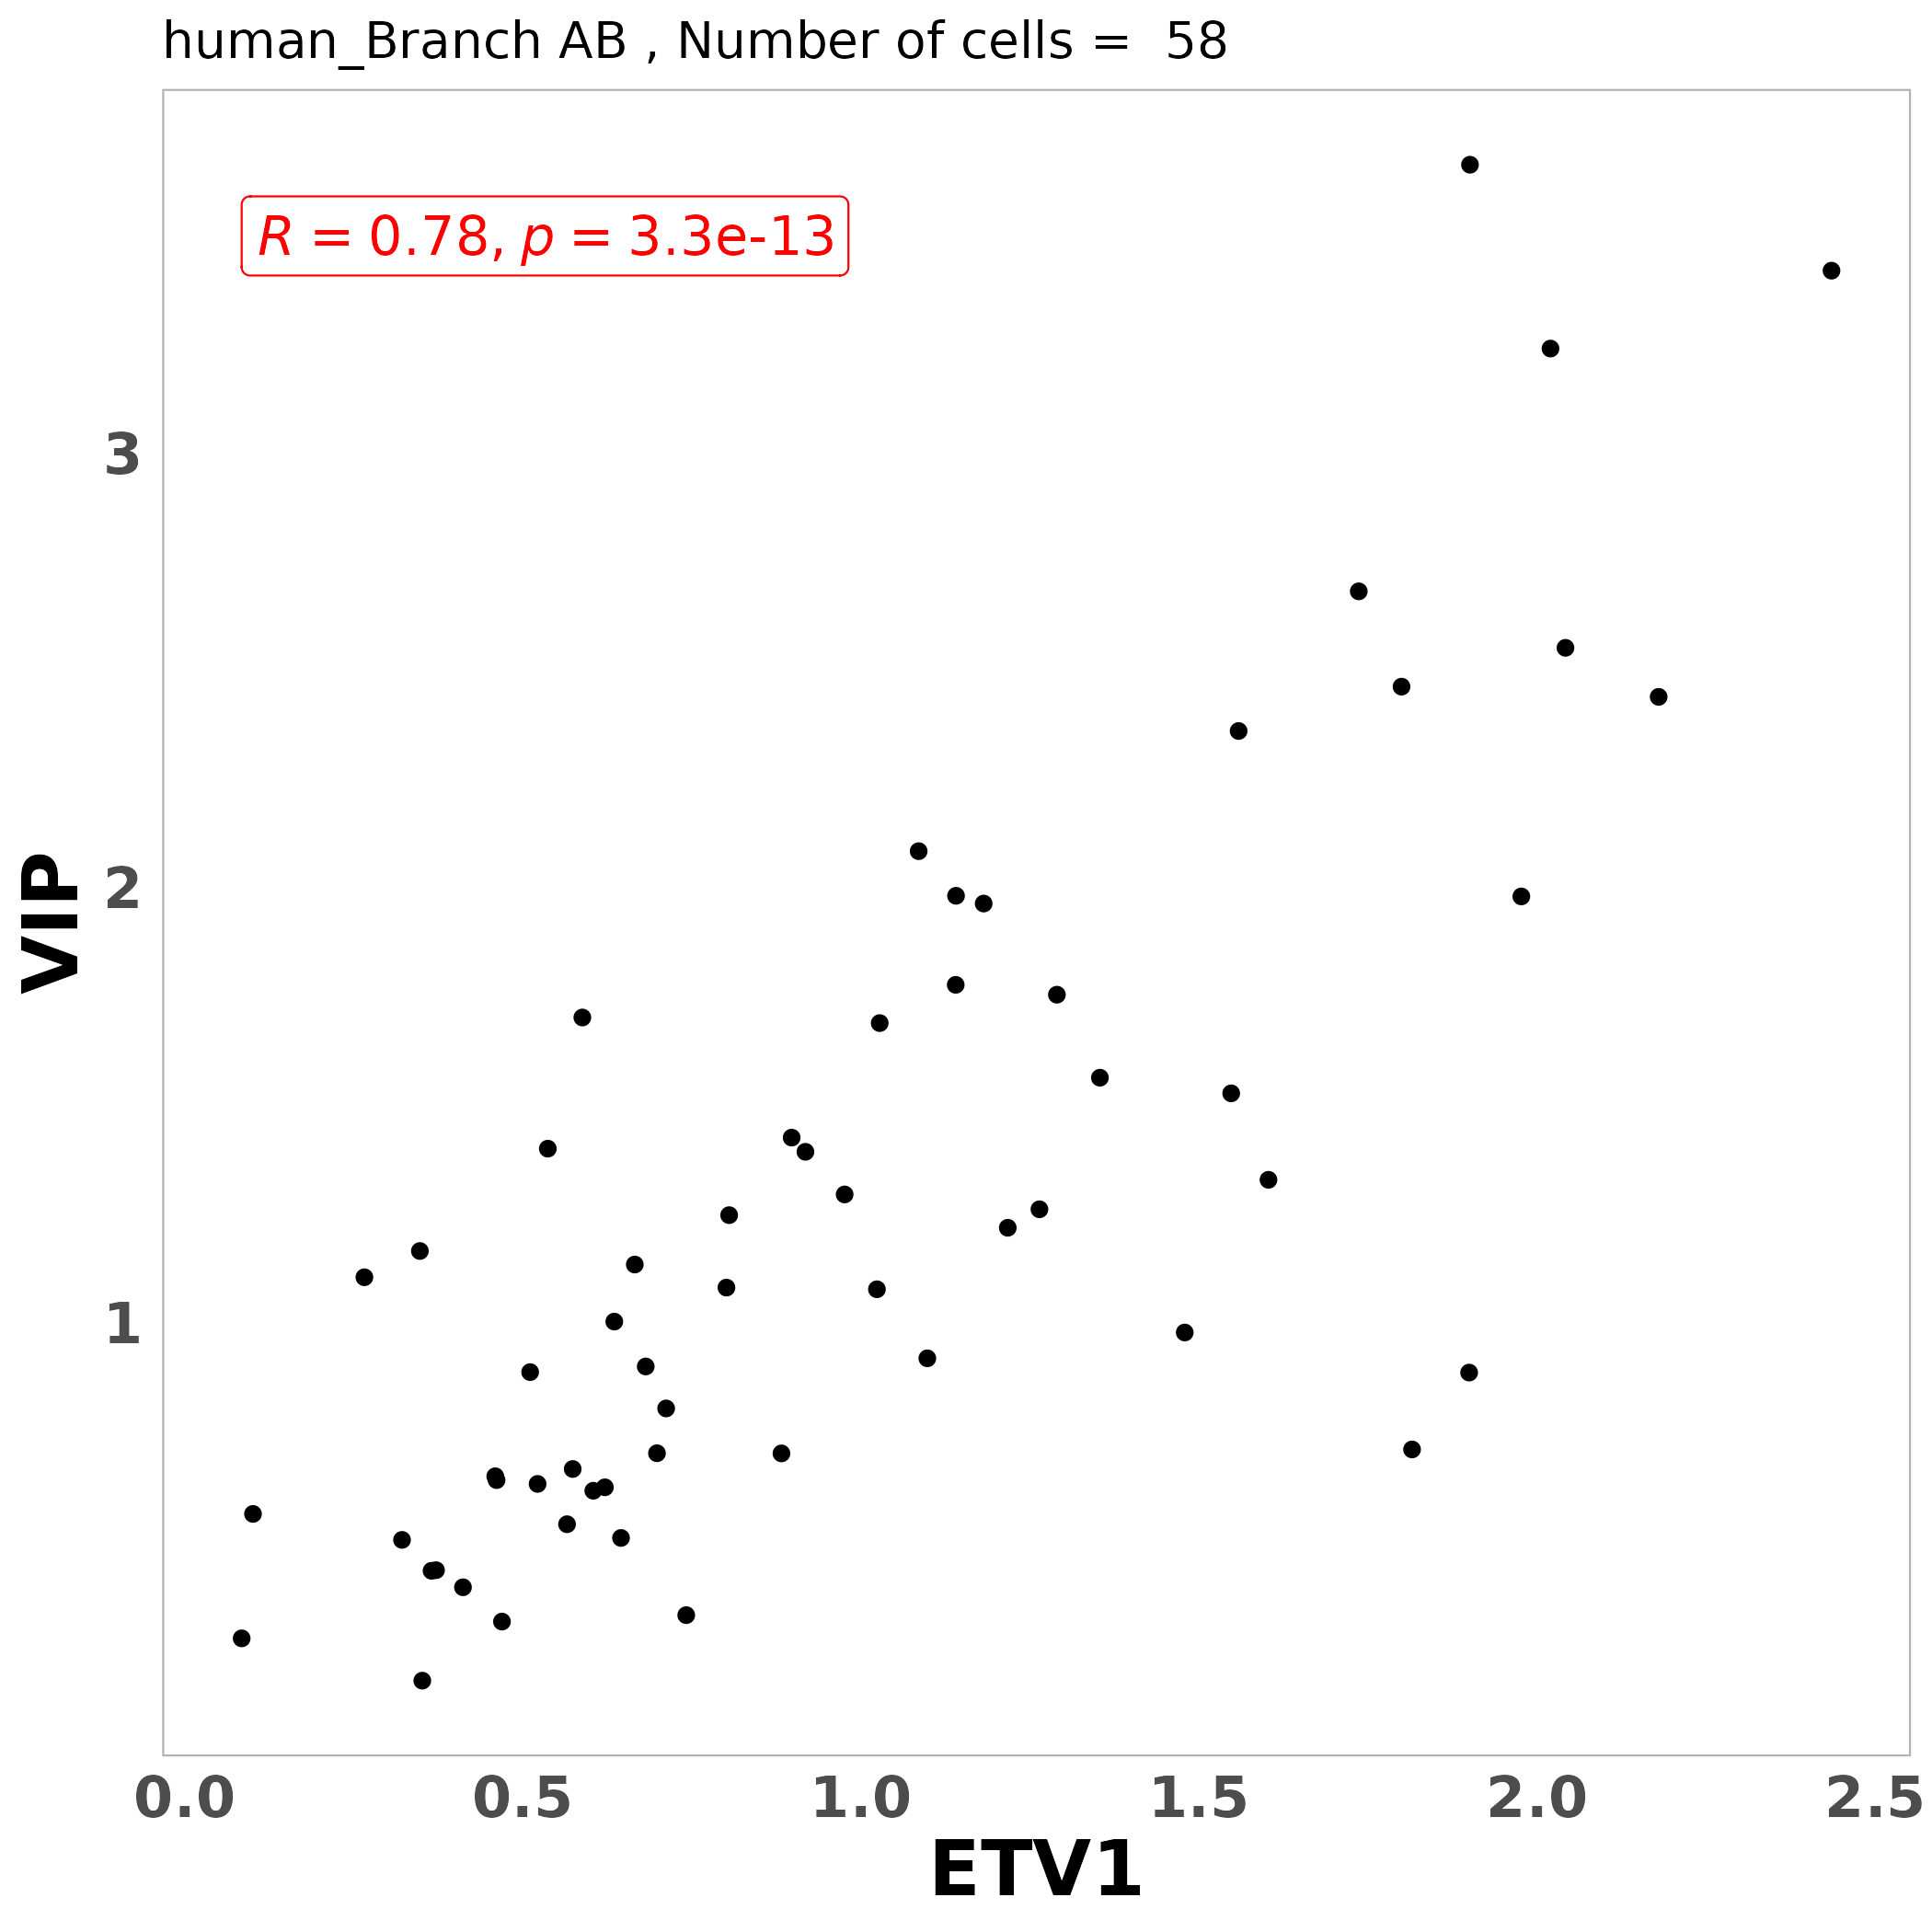 human_Branch AB , Number of cells =  58
R = 0.78, p = 3.3e-13
3
2
1
VIP
0.0 0.5 1.0 1.5 2.0 2.5
ETV1